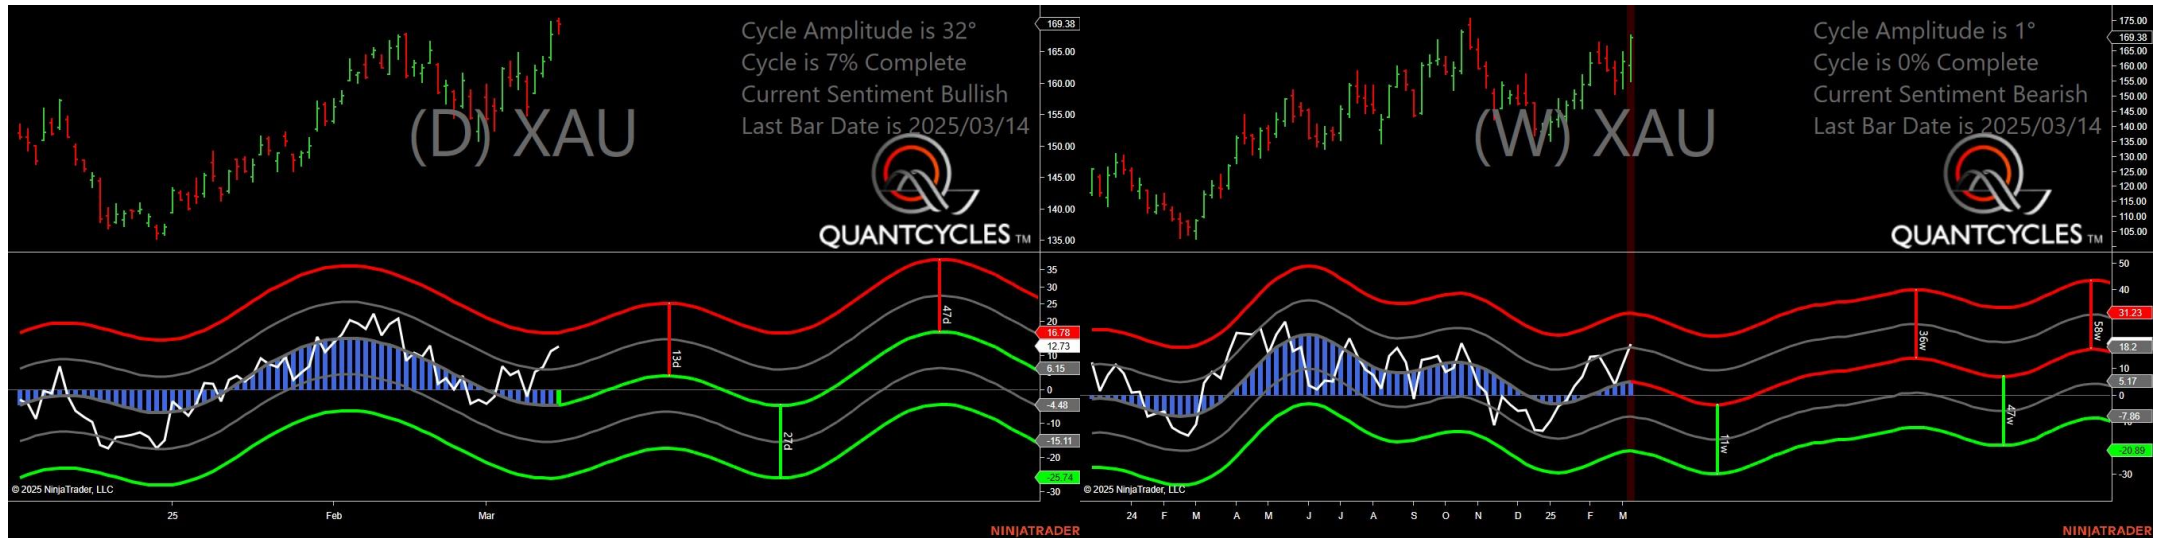 Cycle Amplitude is 32°
Cycle is 7% Complete
Current Sentiment Bullish
Last Bar Date is 2025/03/14
(D) XAU
QUANTCYCLES TM
169.38
165.00
160.00
155.00
150.00
145.00
140.00
135.00
35
30
25
20
16.78
12.73
10
6.15
0
-4.48
-10
-15.11
-20
-25.74
-30
13d
27d
47d
© 2025 NinjaTrader, LLC
25 Feb Mar
NINJATRADER
Cycle Amplitude is 1°
Cycle is 0% Complete
Current Sentiment Bearish
Last Bar Date is 2025/03/14
(W) XAU
QUANTCYCLES TM
175.00
169.38
165.00
160.00
155.00
150.00
145.00
140.00
135.00
130.00
125.00
120.00
115.00
110.00
105.00
50
40
31.23
18.2
10
5.17
0
-7.86
-20.89
-30
11w
36w
47w
58w
© 2025 NinjaTrader, LLC
24 F M A M J J A S O N D 25 F M
NINJATRADER